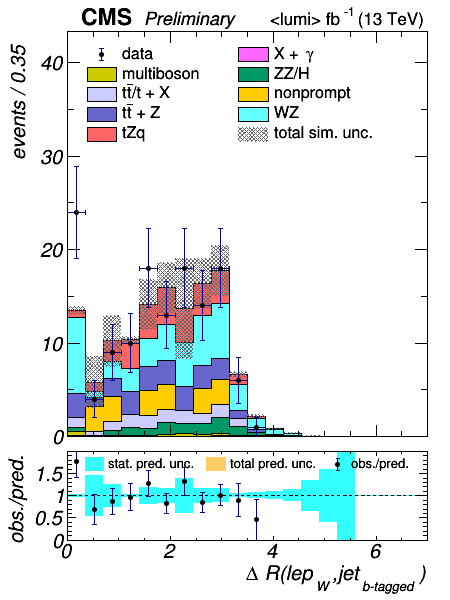 CMS Preliminary <lumi> fb⁻¹ (13 TeV)
events / 0.35
40
30
20
10
0
data
multiboson
tt̄/t + X
tt̄ + Z
tZq
X + γ
ZZ/H
nonprompt
WZ
total sim. unc.
obs./pred.
1.5
1
0.5
0
stat. pred. unc. total pred. unc. obs./pred.
0 2 4 6
Δ R(lep_W,jet_b-tagged)